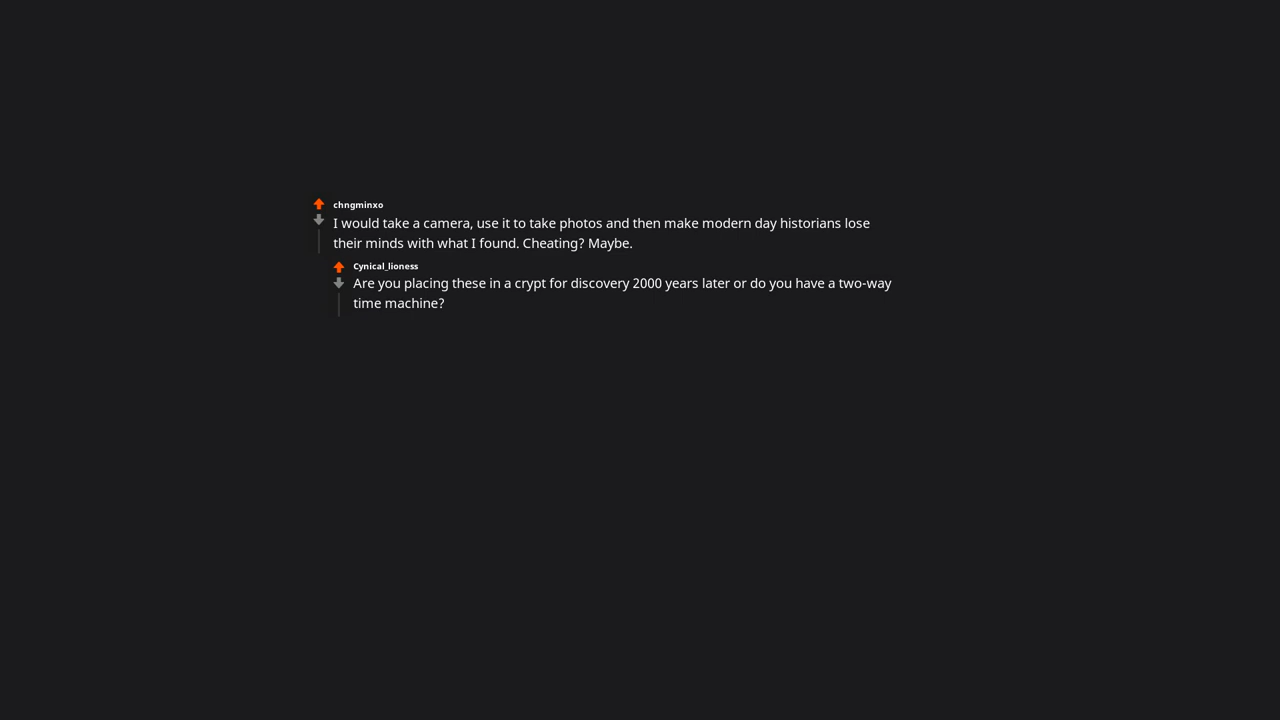 chngminxo
I would take a camera, use it to take photos and then make modern day historians lose
their minds with what I found. Cheating? Maybe.
Cynical_lioness
Are you placing these in a crypt for discovery 2000 years later or do you have a two-way
time machine?